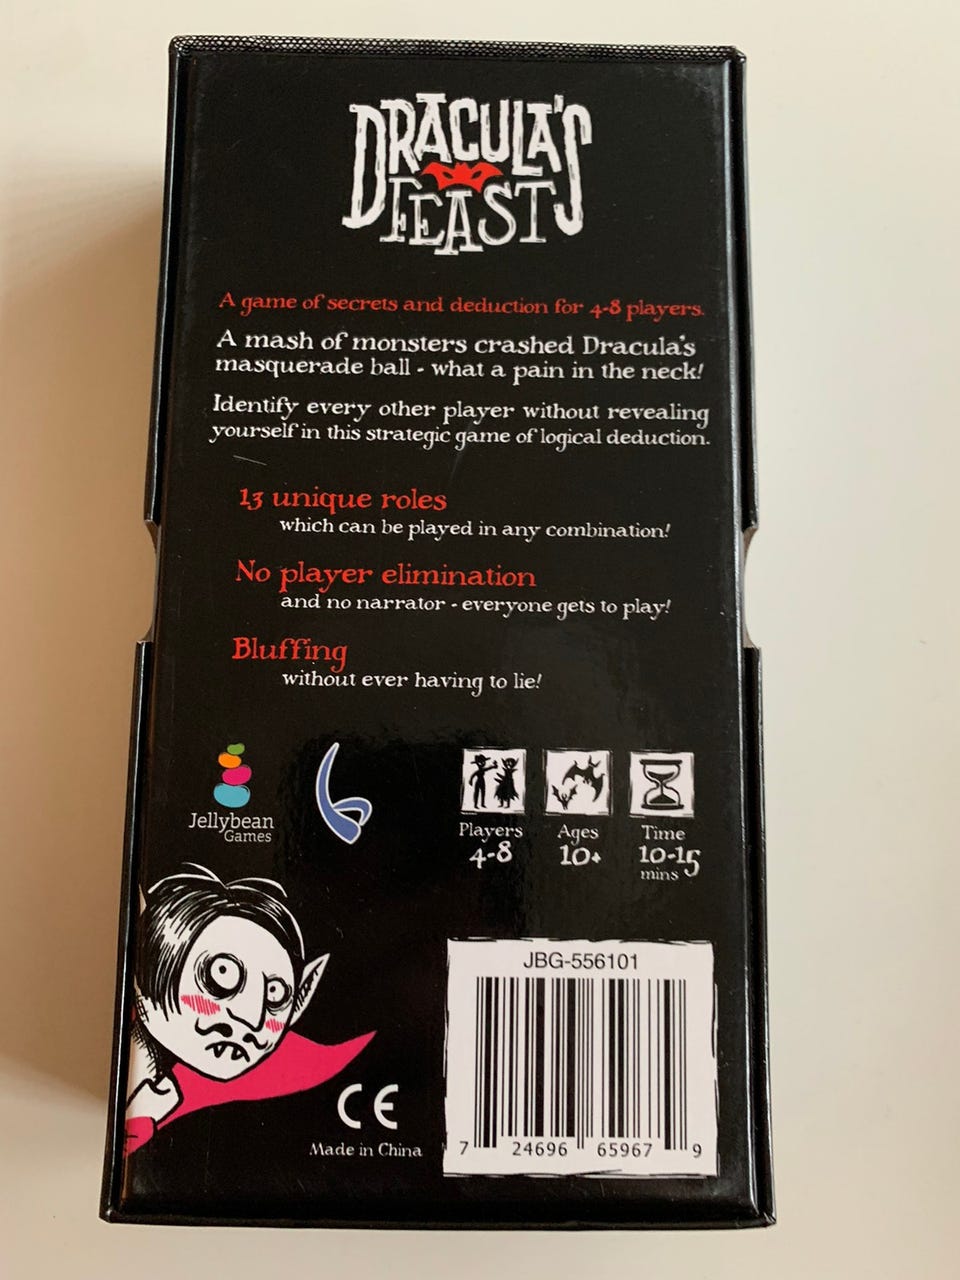 DRACULA'S
FEAST
A game of secrets and deduction for 4-8 players.
A mash of monsters crashed Dracula's
masquerade ball - what a pain in the neck!
Identify every other player without revealing
yourself in this strategic game of logical deduction.
13 unique roles
which can be played in any combination!
No player elimination
and no narrator - everyone gets to play!
Bluffing
without ever having to lie!
Jellybean
Games
Players
4-8
Ages
10+
Time
10-15
mins
JBG-556101
7 24696 65967 9
CE
Made in China